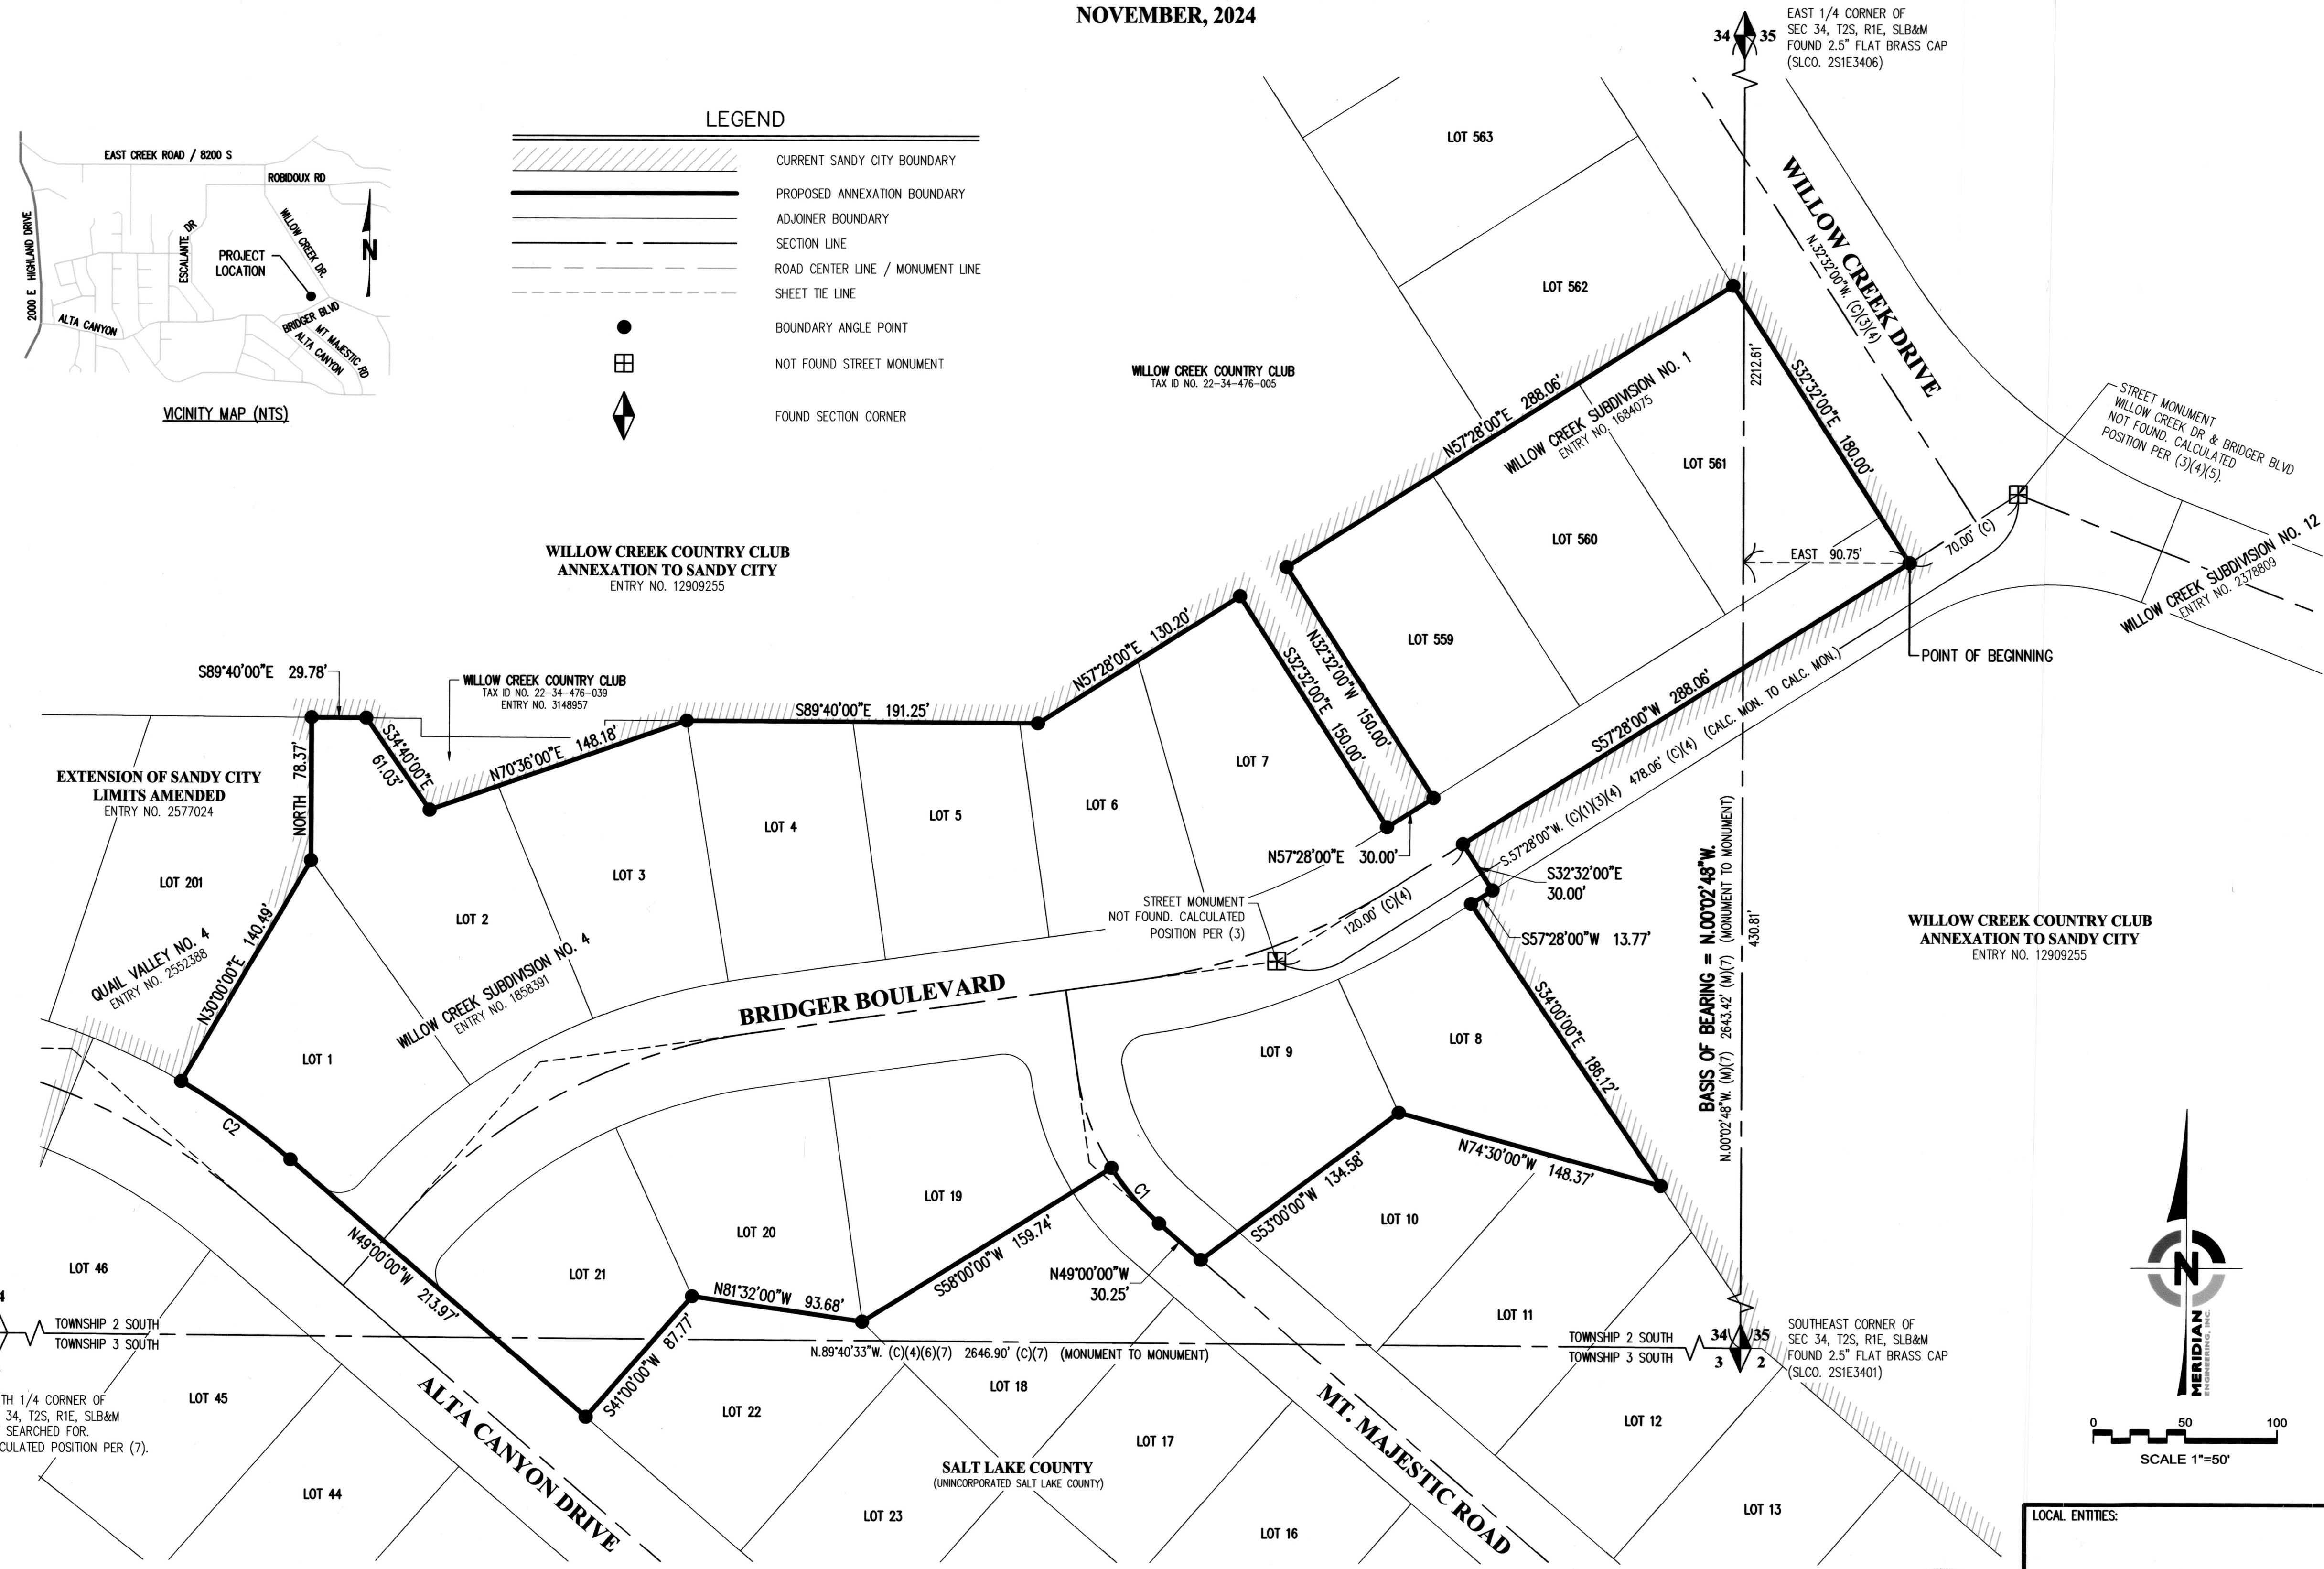 NOVEMBER, 2024
EAST 1/4 CORNER OF
SEC 34, T2S, R1E, SLB&M
FOUND 2.5" FLAT BRASS CAP
(SLCO. 2S1E3406)
34
35
LEGEND
CURRENT SANDY CITY BOUNDARY
PROPOSED ANNEXATION BOUNDARY
ADJOINER BOUNDARY
SECTION LINE
ROAD CENTER LINE / MONUMENT LINE
SHEET TIE LINE
BOUNDARY ANGLE POINT
NOT FOUND STREET MONUMENT
FOUND SECTION CORNER
EAST CREEK ROAD / 8200 S
ROBIDOUX RD
2000 E HIGHLAND DRIVE
ESCALANTE DR
WILLOW CREEK DR.
PROJECT
LOCATION
N
BRIDGER BLVD
MT MAJESTIC RD
ALTA CANYON
ALTA CANYON
VICINITY MAP (NTS)
LOT 563
LOT 562
WILLOW CREEK DRIVE
N.32°32'00"W. (C)(3)(4)
WILLOW CREEK COUNTRY CLUB
TAX ID NO. 22-34-476-005
N57°28'00"E 288.06'
WILLOW CREEK SUBDIVISION NO. 1
ENTRY NO. 1684075
2212.61'
S32°32'00"E 180.00'
LOT 561
LOT 560
LOT 559
EAST 90.75'
70.00' (C)
STREET MONUMENT
WILLOW CREEK DR & BRIDGER BLVD
NOT FOUND. CALCULATED
POSITION PER (3)(4)(5).
WILLOW CREEK SUBDIVISION NO. 12
ENTRY NO. 2378809
POINT OF BEGINNING
WILLOW CREEK COUNTRY CLUB
ANNEXATION TO SANDY CITY
ENTRY NO. 12909255
S89°40'00"E 29.78'
WILLOW CREEK COUNTRY CLUB
TAX ID NO. 22-34-476-039
ENTRY NO. 3148957
S89°40'00"E 191.25'
N57°28'00"E 130.20'
N32°32'00"W 150.00'
S32°32'00"E 150.00'
S57°28'00"W 288.06'
S.57°28'00"W. (C)(1)(3)(4) 478.06' (C)(4) (CALC. MON. TO CALC. MON.)
NORTH 78.37'
S34°40'00"E
61.03'
N70°36'00"E 148.18'
EXTENSION OF SANDY CITY
LIMITS AMENDED
ENTRY NO. 2577024
LOT 201
QUAIL VALLEY NO. 4
ENTRY NO. 2552388
N30°00'00"E 140.49'
LOT 1
LOT 2
LOT 3
LOT 4
LOT 5
LOT 6
LOT 7
WILLOW CREEK SUBDIVISION NO. 4
ENTRY NO. 1858391
N57°28'00"E 30.00'
STREET MONUMENT
NOT FOUND. CALCULATED
POSITION PER (3)
120.00' (C)(4)
S32°32'00"E
30.00'
S57°28'00"W 13.77'
BRIDGER BOULEVARD
S34°00'00"E 186.12'
BASIS OF BEARING = N.00°02'48"W.
N.00°02'48"W. (M)(7) 2643.42' (M)(7) (MONUMENT TO MONUMENT)
430.81'
WILLOW CREEK COUNTRY CLUB
ANNEXATION TO SANDY CITY
ENTRY NO. 12909255
LOT 9
LOT 8
N74°30'00"W 148.37'
S53°00'00"W 134.58'
LOT 10
LOT 11
LOT 12
LOT 13
C1
C2
N49°00'00"W
30.25'
LOT 19
LOT 20
LOT 21
S58°00'00"W 159.74'
N81°32'00"W 93.68'
S41°00'00"W 87.77'
N49°00'00"W 213.97'
LOT 46
4
TOWNSHIP 2 SOUTH
TOWNSHIP 3 SOUTH
N.89°40'33"W. (C)(4)(6)(7) 2646.90' (C)(7) (MONUMENT TO MONUMENT)
TOWNSHIP 2 SOUTH
TOWNSHIP 3 SOUTH
34
35
3
2
SOUTHEAST CORNER OF
SEC 34, T2S, R1E, SLB&M
FOUND 2.5" FLAT BRASS CAP
(SLCO. 2S1E3401)
TH 1/4 CORNER OF
34, T2S, R1E, SLB&M
SEARCHED FOR.
CULATED POSITION PER (7).
LOT 45
LOT 44
ALTA CANYON DRIVE
LOT 22
LOT 23
LOT 18
LOT 17
LOT 16
SALT LAKE COUNTY
(UNINCORPORATED SALT LAKE COUNTY)
MT. MAJESTIC ROAD
N
MERIDIAN
ENGINEERING, INC.
0 50 100
SCALE 1"=50'
LOCAL ENTITIES: